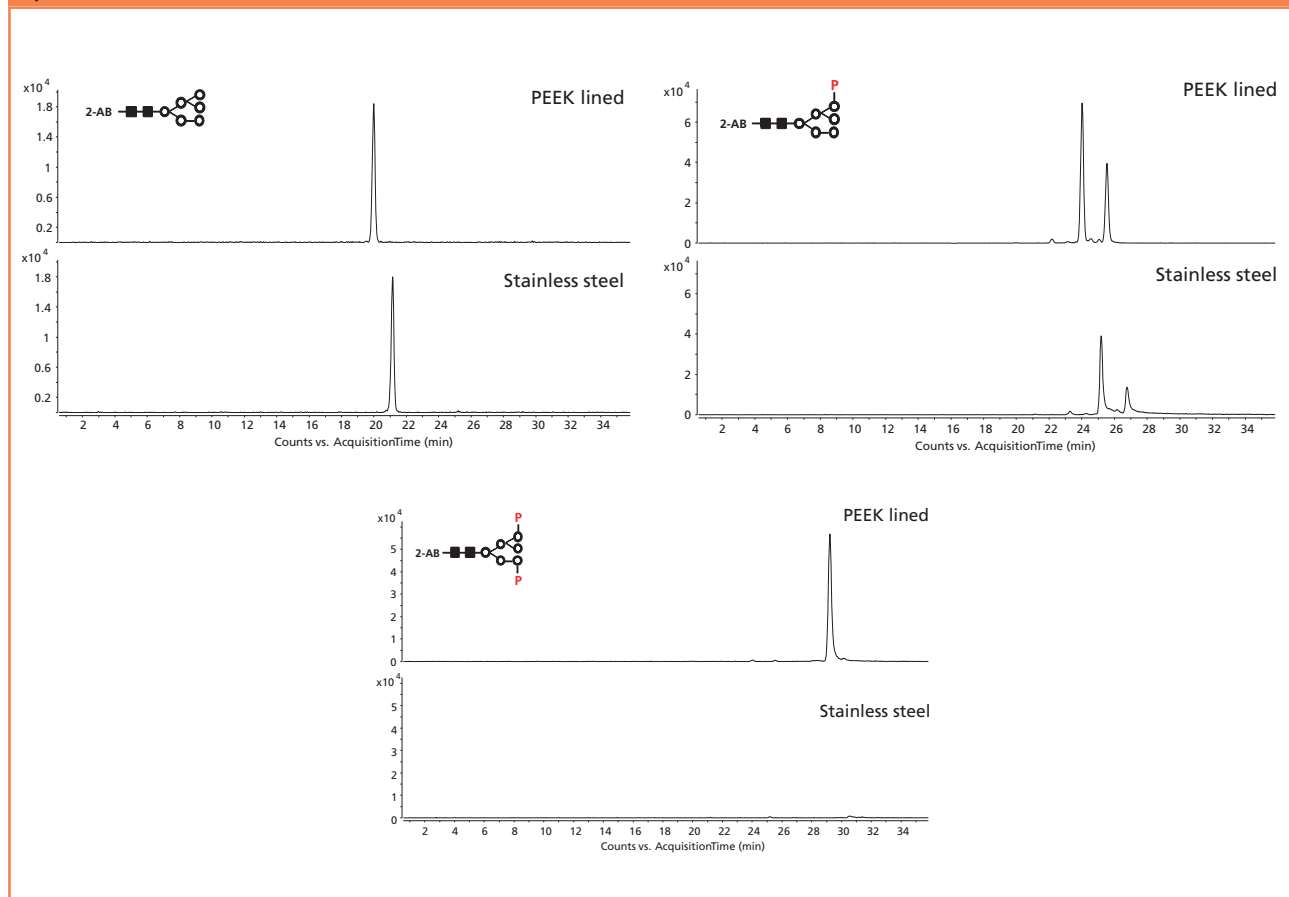 x10⁴
PEEK lined
2-AB
1.8
1.4
1
0.6
0.2
x10⁴
Stainless steel
1.8
1.4
1
0.6
0.2
2 4 6 8 10 12 14 16 18 20 22 24 26 28 30 32 34
Counts vs. AcquisitionTime (min)
P
x10⁴
PEEK lined
2-AB
6
4
2
0
x10⁴
Stainless steel
6
4
2
0
2 4 6 8 10 12 14 16 18 20 22 24 26 28 30 32 34
Counts vs. AcquisitionTime (min)
x10⁴
P
PEEK lined
2-AB
P
5
4
3
2
1
0
x10⁴
Stainless steel
5
4
3
2
1
0
2 4 6 8 10 12 14 16 18 20 22 24 26 28 30 32 34
Counts vs. AcquisitionTime (min)